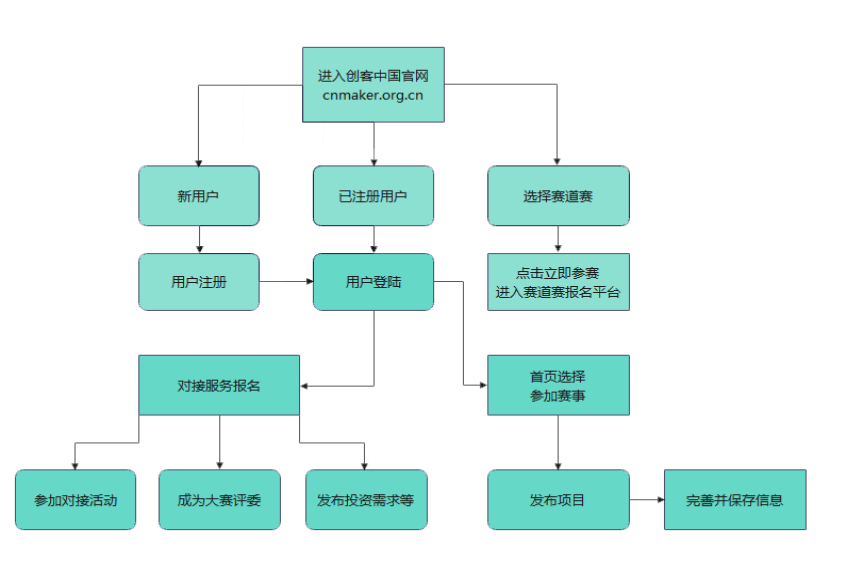 进入创客中国官网
cnmaker.org.cn
新用户
已注册用户
选择赛道赛
用户注册
用户登陆
点击立即参赛
进入赛道赛报名平台
对接服务报名
首页选择
参加赛事
参加对接活动
成为大赛评委
发布投资需求等
发布项目
完善并保存信息